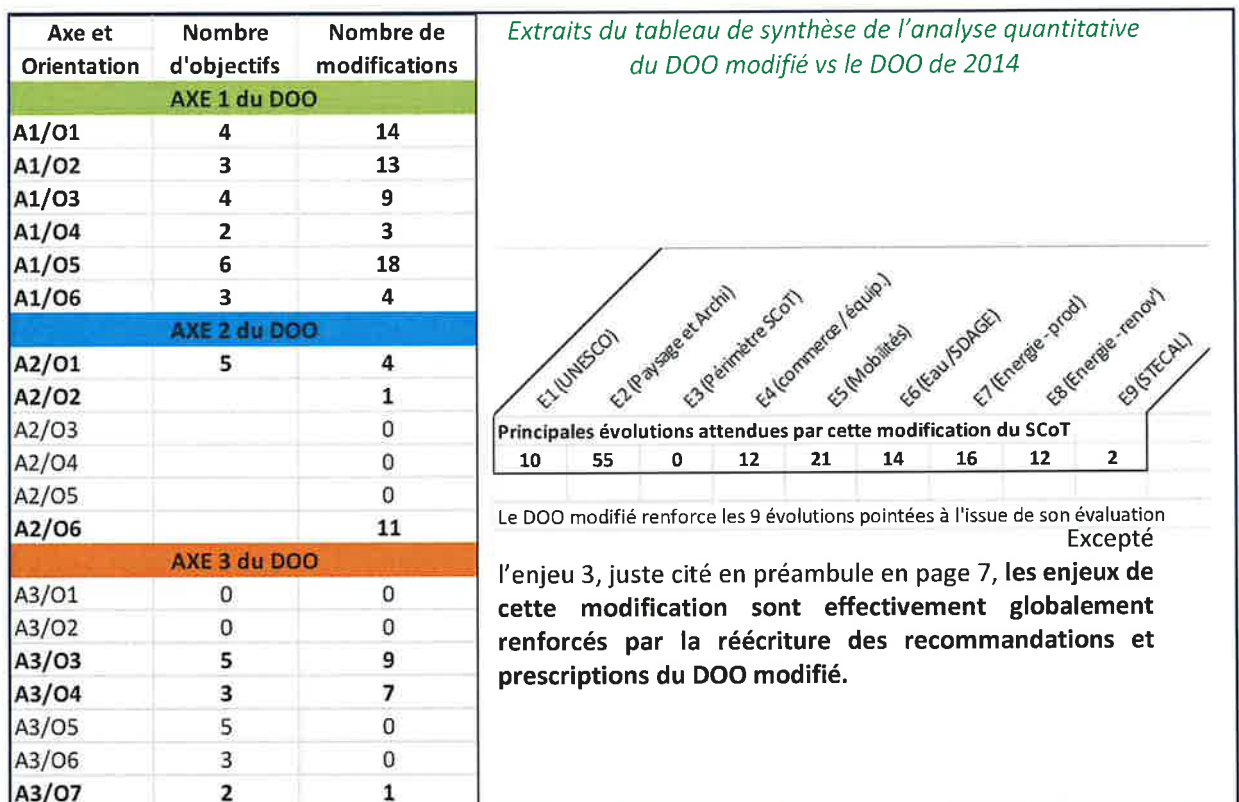 Axe et Orientation Nombre d'objectifs Nombre de modifications
AXE 1 du DOO
A1/O1 4 14
A1/O2 3 13
A1/O3 4 9
A1/O4 2 3
A1/O5 6 18
A1/O6 3 4
AXE 2 du DOO
A2/O1 5 4
A2/O2 1
A2/O3 0
A2/O4 0
A2/O5 0
A2/O6 11
AXE 3 du DOO
A3/O1 0 0
A3/O2 0 0
A3/O3 5 9
A3/O4 3 7
A3/O5 5 0
A3/O6 3 0
A3/O7 2 1
Extraits du tableau de synthèse de l'analyse quantitative
du DOO modifié vs le DOO de 2014
E1 (UNESCO)
E2 (Paysage et Archi)
E3 (Périmètre SCoT)
E4 (commerce / équip.)
E5 (Mobilités)
E6 (Eau /SDAGE)
E7 (Energie - prod)
E8 (Energie - renov')
E9 (STECAL)
Principales évolutions attendues par cette modification du SCoT
10 55 0 12 21 14 16 12 2
Le DOO modifié renforce les 9 évolutions pointées à l'issue de son évaluation
Excepté
l'enjeu 3, juste cité en préambule en page 7, les enjeux de
cette modification sont effectivement globalement
renforcés par la réécriture des recommandations et
prescriptions du DOO modifié.